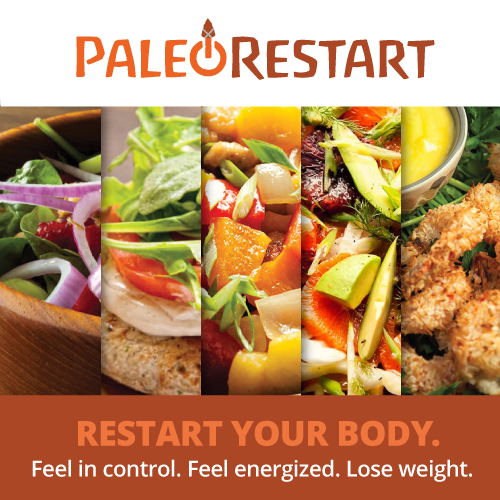 PALEORESTART
RESTART YOUR BODY.
Feel in control. Feel energized. Lose weight.